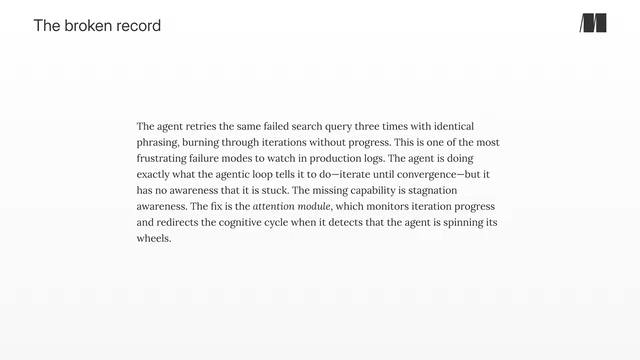 The broken record
The agent retries the same failed search query three times with identical
phrasing, burning through iterations without progress. This is one of the most
frustrating failure modes to watch in production logs. The agent is doing
exactly what the agentic loop tells it to do—iterate until convergence—but it
has no awareness that it is stuck. The missing capability is stagnation
awareness. The fix is the attention module, which monitors iteration progress
and redirects the cognitive cycle when it detects that the agent is spinning its
wheels.